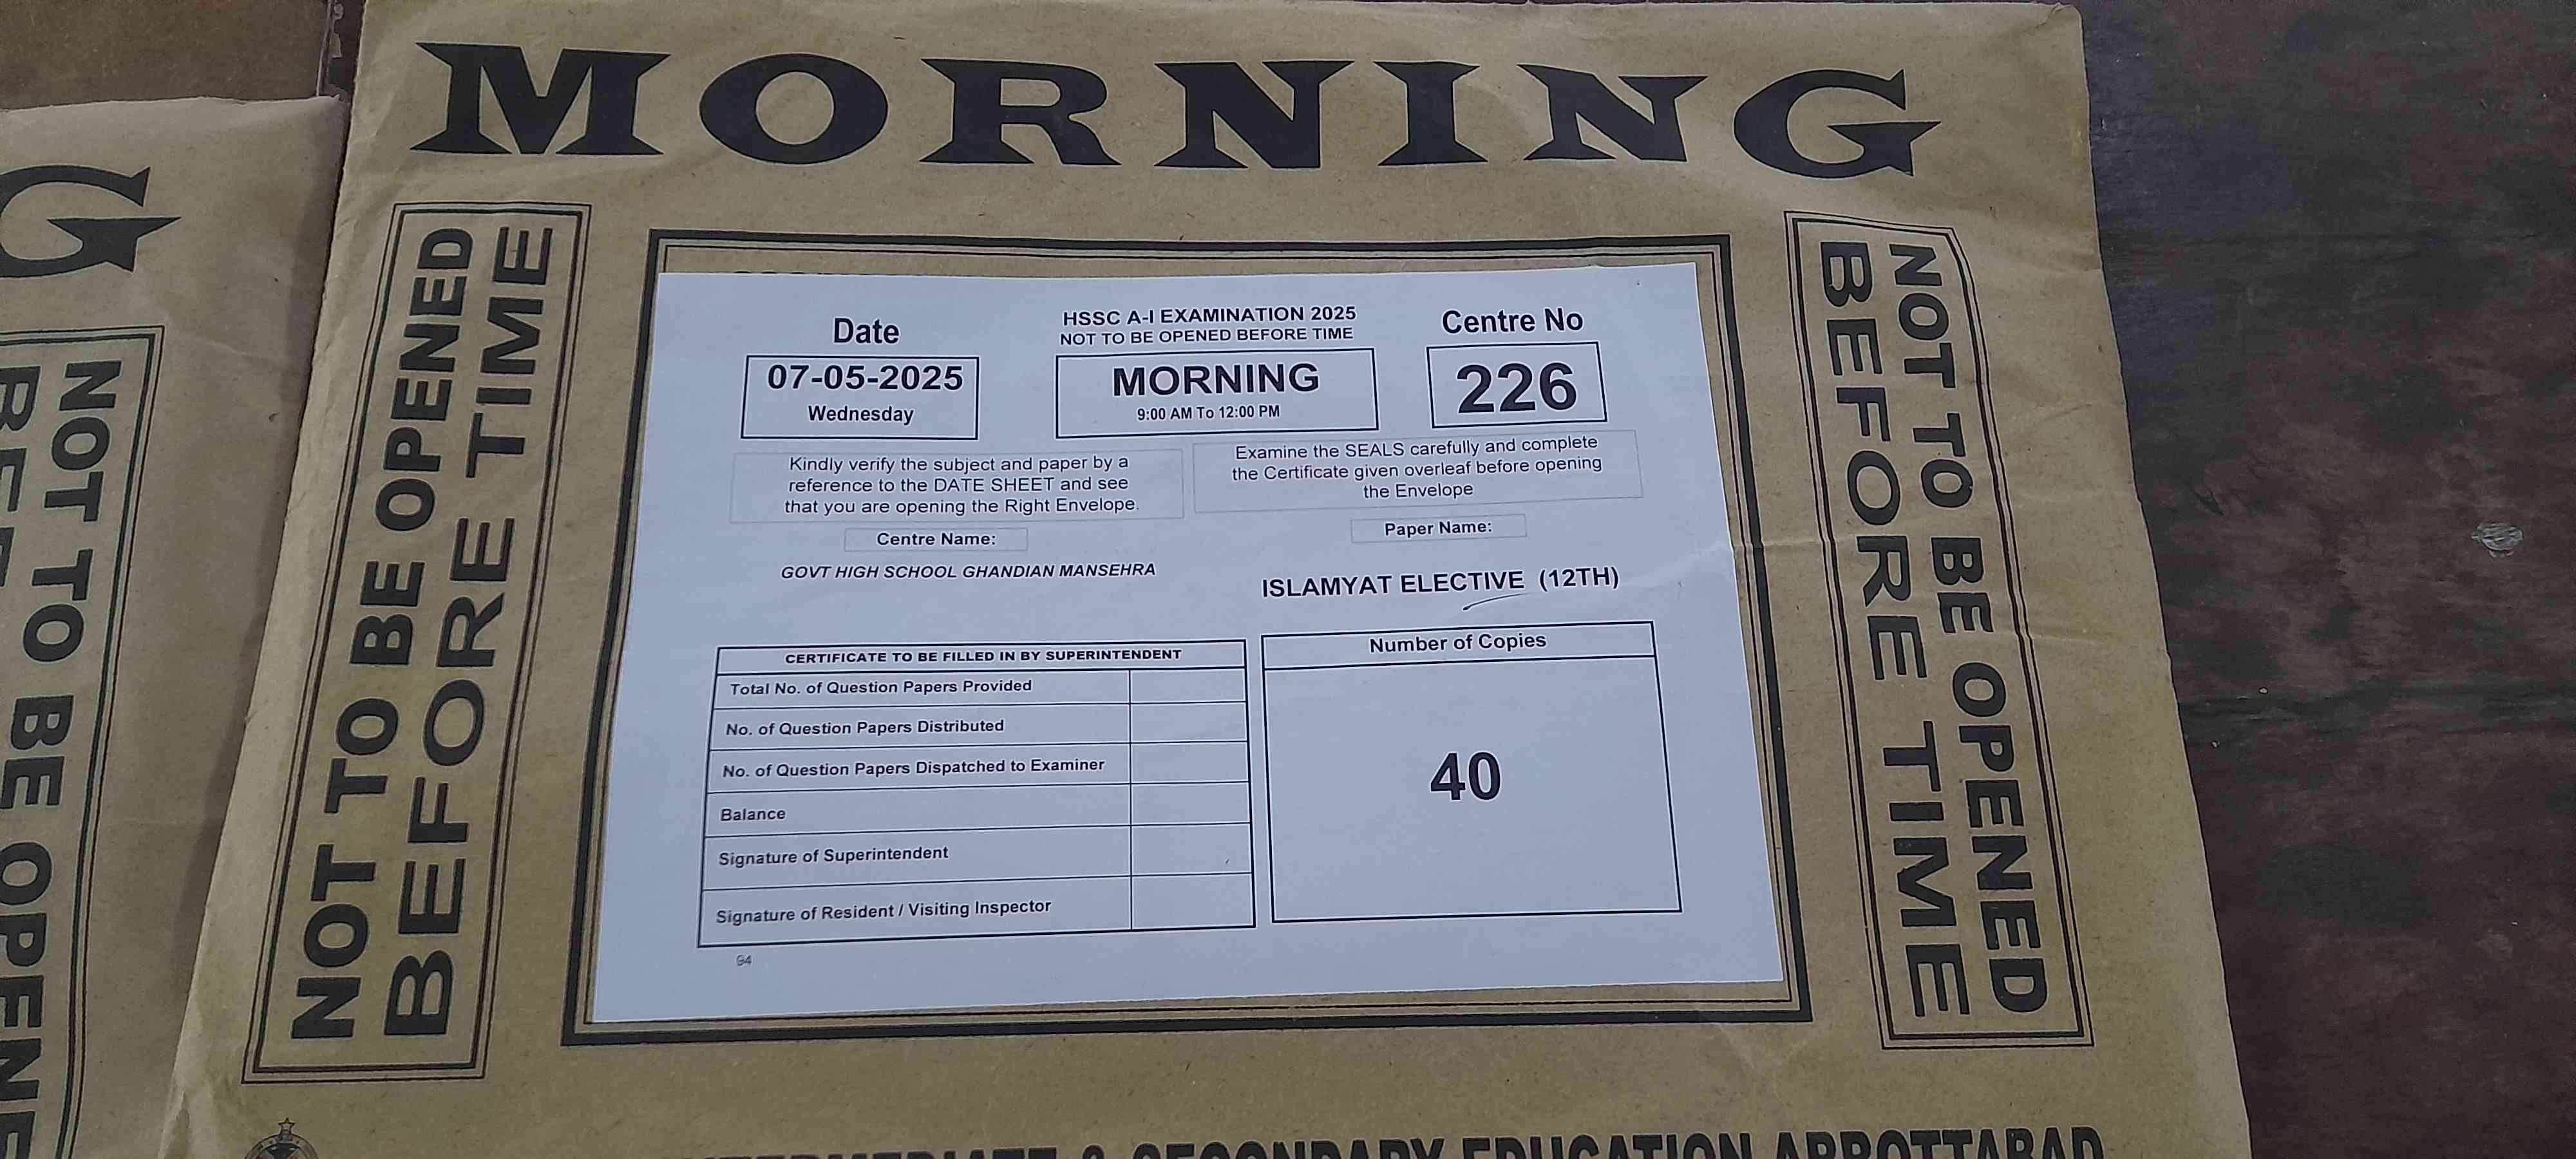 MORNING
NOT TO BE OPENED
BEFORE TIME
Date
07-05-2025
Wednesday
HSSC A-I EXAMINATION 2025
NOT TO BE OPENED BEFORE TIME
MORNING
9:00 AM To 12:00 PM
Centre No
226
Kindly verify the subject and paper by a
reference to the DATE SHEET and see
that you are opening the Right Envelope.
Examine the SEALS carefully and complete
the Certificate given overleaf before opening
the Envelope
Centre Name:
GOVT HIGH SCHOOL GHANDIAN MANSEHRA
Paper Name:
ISLAMYAT ELECTIVE (12TH)
CERTIFICATE TO BE FILLED IN BY SUPERINTENDENT
Total No. of Question Papers Provided
No. of Question Papers Distributed
No. of Question Papers Dispatched to Examiner
Balance
Signature of Superintendent
Signature of Resident / Visiting Inspector
Number of Copies
40
94
NOT TO BE OPENED
BEFORE TIME
G
NOT TO BE OPENE
INTERMEDIATE & SECONDARY EDUCATION ABBOTTABAD